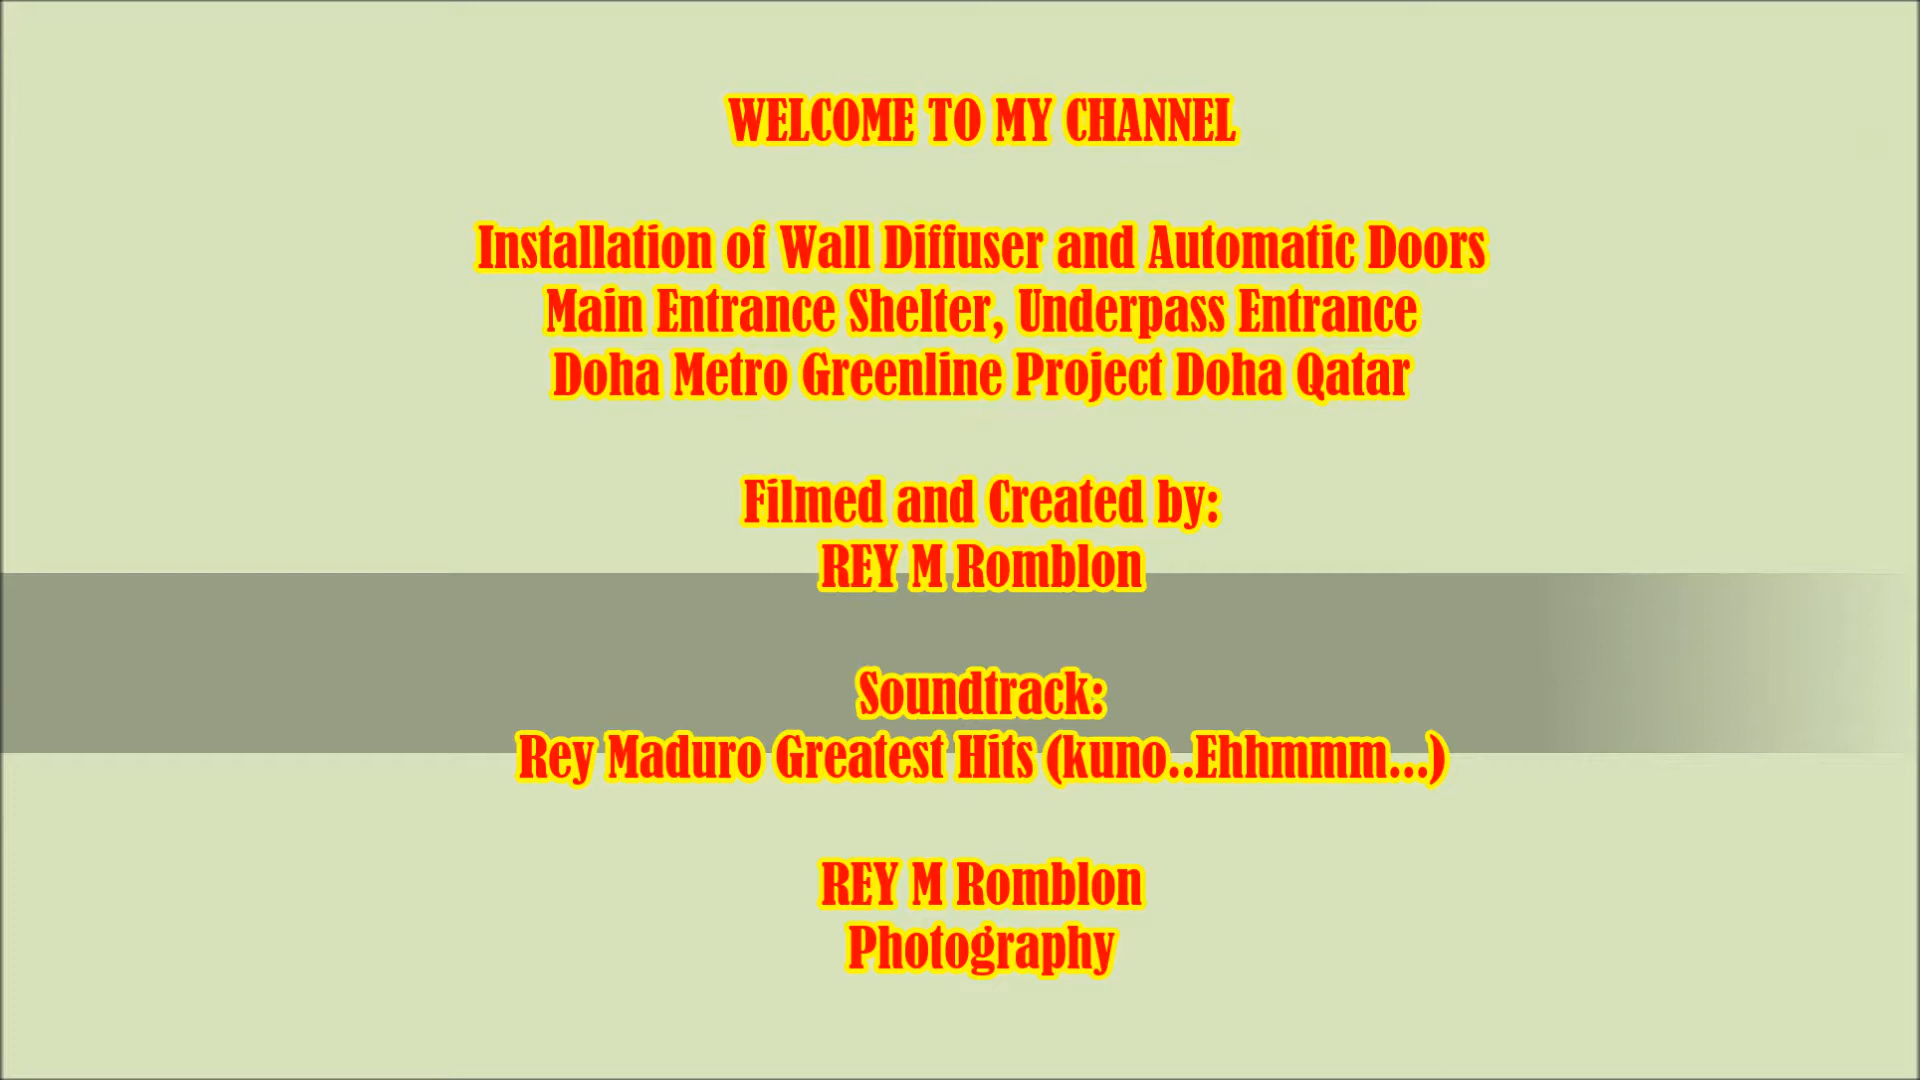 WELCOME TO MY CHANNEL
Installation of Wall Diffuser and Automatic Doors
Main Entrance Shelter, Underpass Entrance
Doha Metro Greenline Project Doha Qatar
Filmed and Created by:
REY M Romblon
Soundtrack:
Rey Maduro Greatest Hits (kuno..Ehhmmm...)
REY M Romblon
Photography